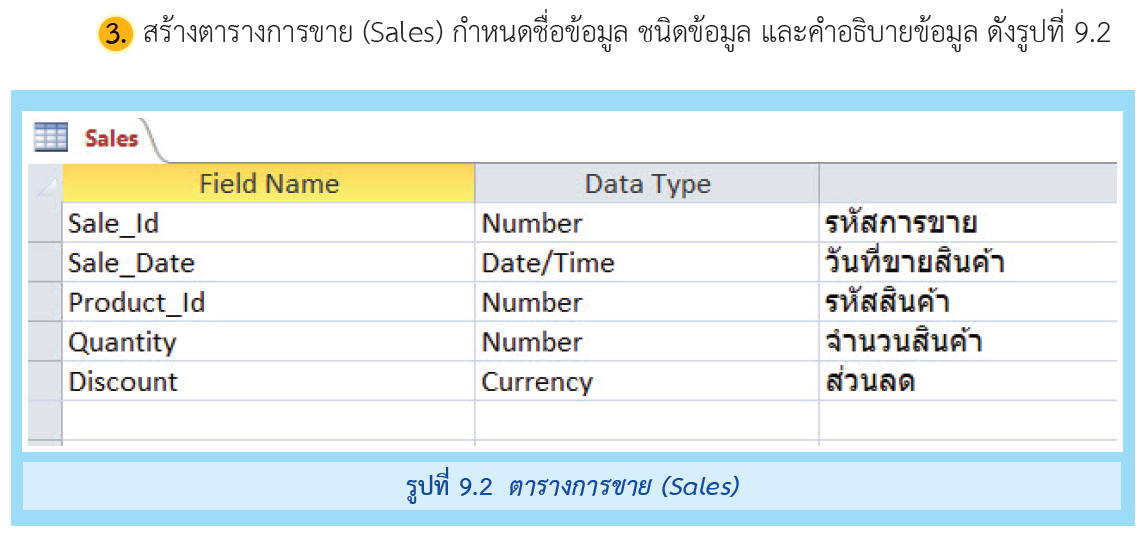 3. สร้างตารางการขาย (Sales) กำหนดชื่อข้อมูล ชนิดข้อมูล และคำอธิบายข้อมูล ดังรูปที่ 9.2
Sales
Field Name Data Type
Sale_Id Number รหัสการขาย
Sale_Date Date/Time วันที่ขายสินค้า
Product_Id Number รหัสสินค้า
Quantity Number จำนวนสินค้า
Discount Currency ส่วนลด
รูปที่ 9.2 ตารางการขาย (Sales)